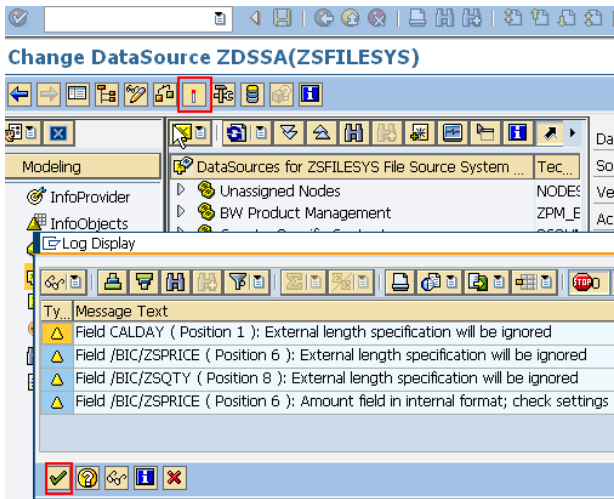 Change DataSource ZDSSA(ZSFILESYS)
Modeling
DataSources for ZSFILESYS File Source System ... Tec... So
InfoProvider
Unassigned Nodes NODES Ve
InfoObjects
BW Product Management ZPM_E Ac
Log Display
Ty... Message Text
Field CALDAY ( Position 1 ): External length specification will be ignored
Field /BIC/ZSPRICE ( Position 6 ): External length specification will be ignored
Field /BIC/ZSQTY ( Position 8 ): External length specification will be ignored
Field /BIC/ZSPRICE ( Position 6 ): Amount field in internal format; check settings